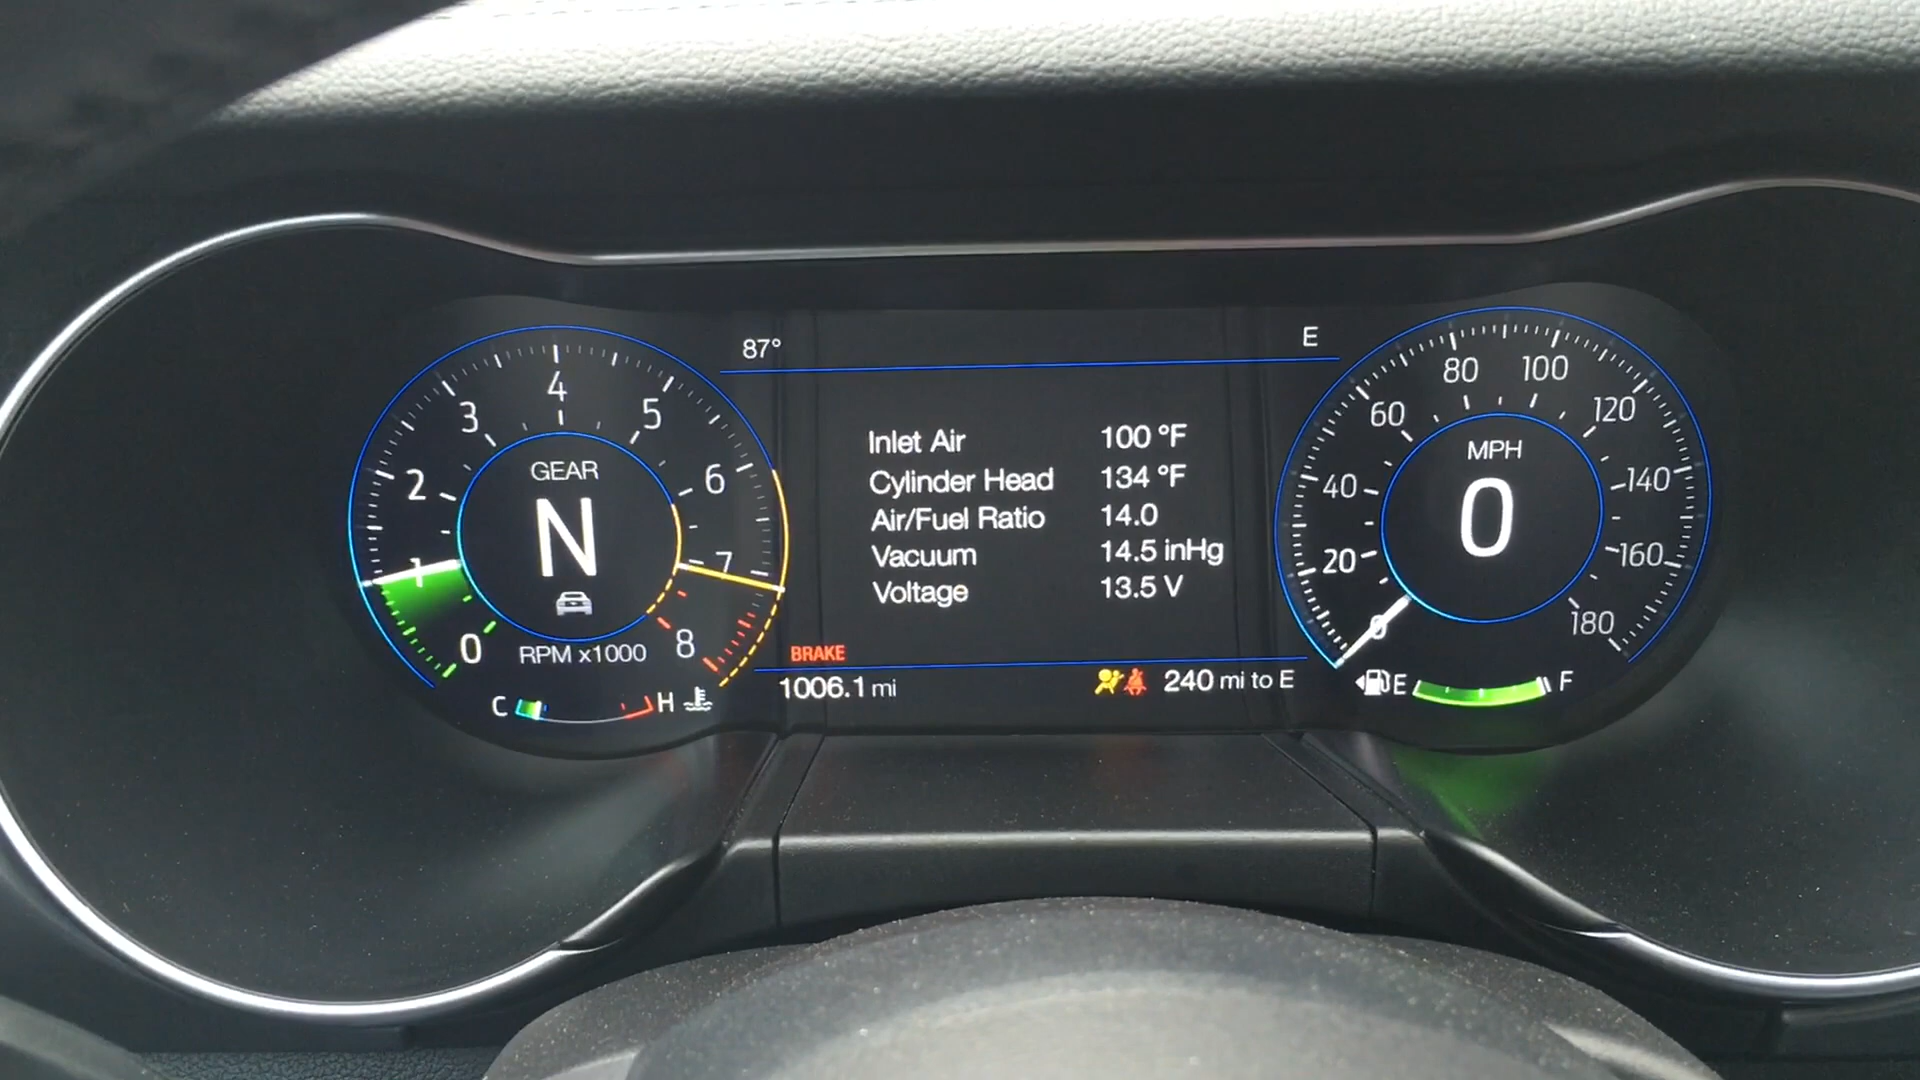 87°
E
4
3
5
2
6
1
7
0
8
GEAR
N
RPM x1000
C
H
Inlet Air 100 °F
Cylinder Head 134 °F
Air/Fuel Ratio 14.0
Vacuum 14.5 inHg
Voltage 13.5 V
BRAKE
1006.1 mi
240 mi to E
80
100
60
120
40
140
20
160
0
180
MPH
0
E
F